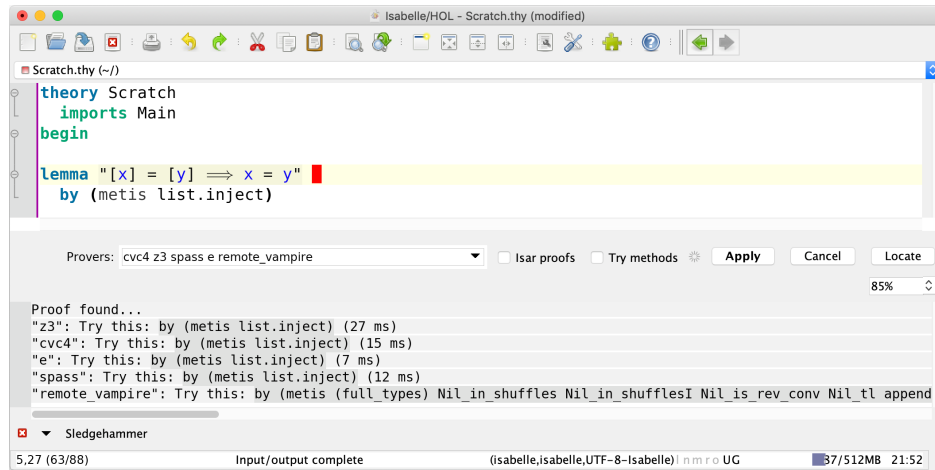 Isabelle/HOL - Scratch.thy (modified)
Scratch.thy (~/)
theory Scratch
imports Main
begin
lemma "[x] = [y] ⟹ x = y"
by (metis list.inject)
Provers: cvc4 z3 spass e remote_vampire Isar proofs Try methods Apply Cancel Locate
85%
Proof found...
"z3": Try this: by (metis list.inject) (27 ms)
"cvc4": Try this: by (metis list.inject) (15 ms)
"e": Try this: by (metis list.inject) (7 ms)
"spass": Try this: by (metis list.inject) (12 ms)
"remote_vampire": Try this: by (metis (full_types) Nil_in_shuffles Nil_in_shufflesI Nil_is_rev_conv Nil_tl append
Sledgehammer
5,27 (63/88) Input/output complete (isabelle,isabelle,UTF-8-Isabelle) l n m r o UG 37/512MB 21:52